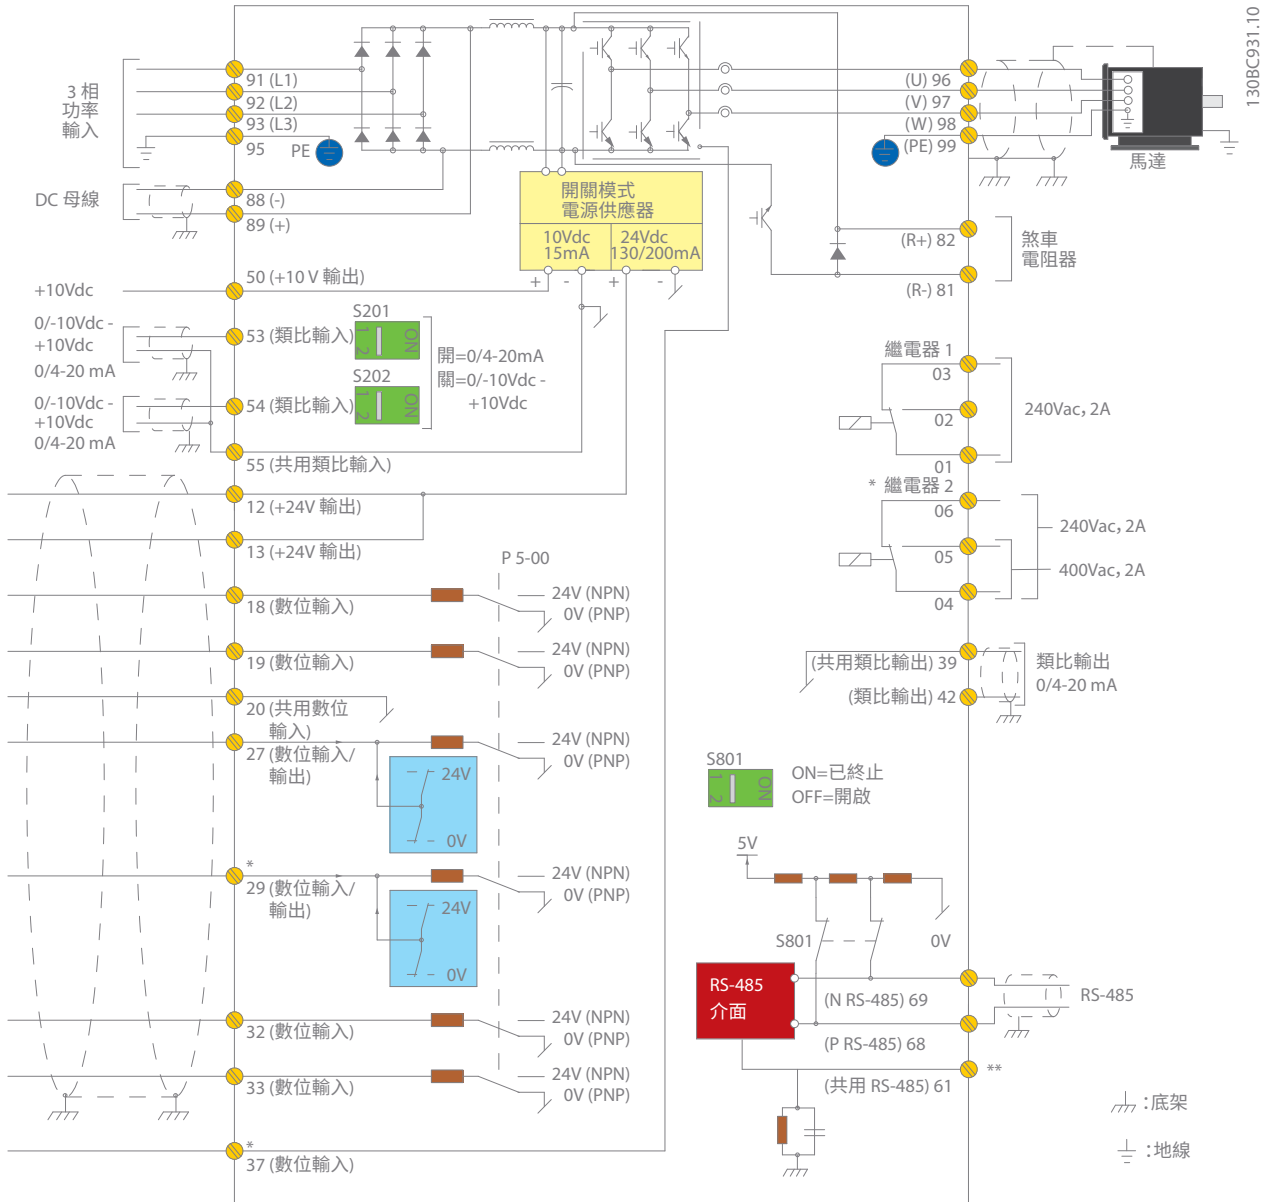 130BC931.10
3 相
功率
輸入
91 (L1)
92 (L2)
93 (L3)
95
PE
DC 母線
88 (-)
89 (+)
開關模式
電源供應器
10Vdc
15mA
24Vdc
130/200mA
+
-
+
-
(U) 96
(V) 97
(W) 98
(PE) 99
馬達
(R+) 82
(R-) 81
煞車
電阻器
+10Vdc
50 (+10 V 輸出)
0/-10Vdc -
+10Vdc
0/4-20 mA
53 (類比輸入)
S201
1
2
ON
0/-10Vdc -
+10Vdc
0/4-20 mA
54 (類比輸入)
S202
1
2
ON
開=0/4-20mA
關=0/-10Vdc -
+10Vdc
55 (共用類比輸入)
12 (+24V 輸出)
13 (+24V 輸出)
P 5-00
18 (數位輸入)
24V (NPN)
0V (PNP)
19 (數位輸入)
24V (NPN)
0V (PNP)
20 (共用數位
輸入)
27 (數位輸入/
輸出)
24V (NPN)
0V (PNP)
24V
0V
*
29 (數位輸入/
輸出)
24V (NPN)
0V (PNP)
24V
0V
32 (數位輸入)
24V (NPN)
0V (PNP)
33 (數位輸入)
24V (NPN)
0V (PNP)
*
37 (數位輸入)
繼電器 1
03
02
01
240Vac, 2A
* 繼電器 2
06
05
04
240Vac, 2A
400Vac, 2A
(共用類比輸出) 39
(類比輸出) 42
類比輸出
0/4-20 mA
S801
1
2
ON
ON=已終止
OFF=開啟
5V
S801
0V
RS-485
介面
(N RS-485) 69
(P RS-485) 68
RS-485
(共用 RS-485) 61
**
:底架
:地線